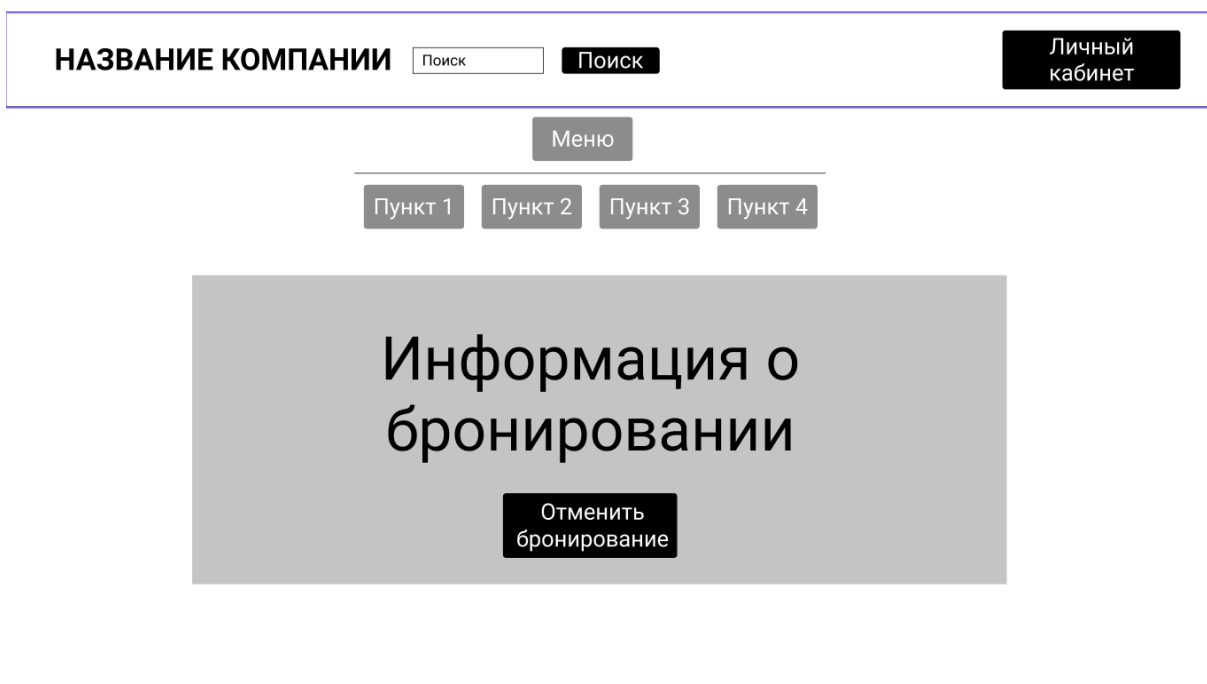 НАЗВАНИЕ КОМПАНИИ Поиск Поиск Личный
кабинет
Меню
Пункт 1 Пункт 2 Пункт 3 Пункт 4
Информация о
бронировании
Отменить
бронирование